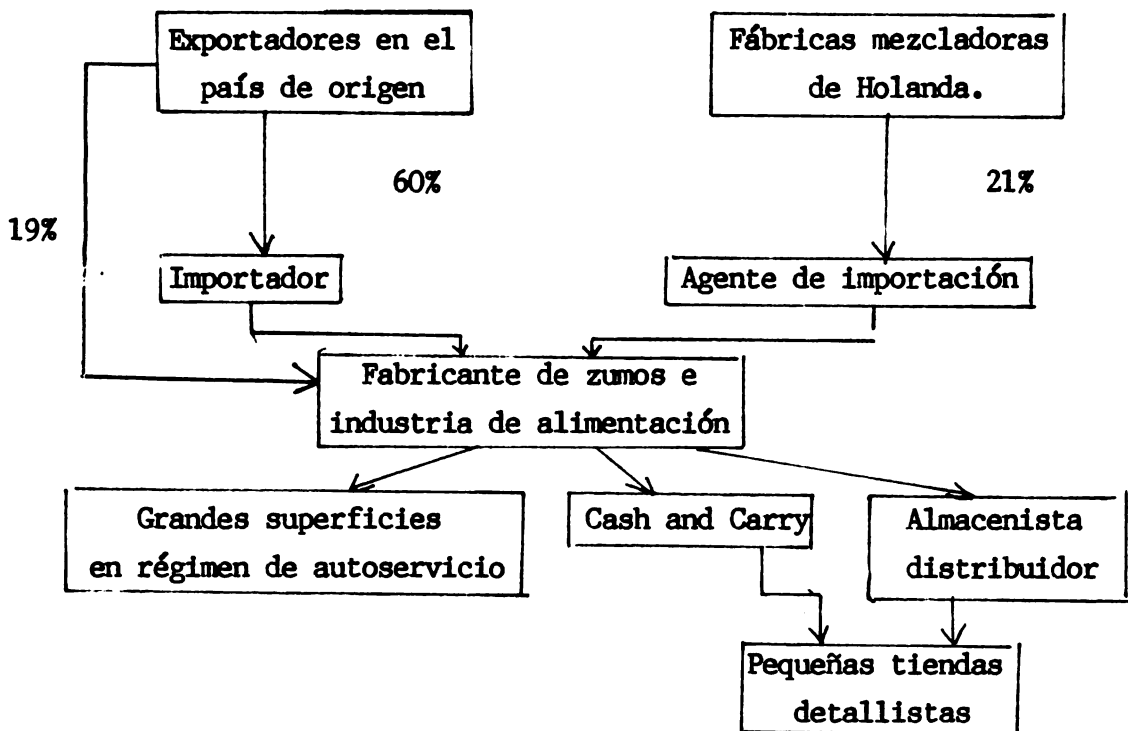 Exportadores en el
país de origen
Fábricas mezcladoras
de Holanda.
60%
21%
19%
Importador
Agente de importación
Fabricante de zumos e
industria de alimentación
Grandes superficies
en régimen de autoservicio
Cash and Carry
Almacenista
distribuidor
Pequeñas tiendas
detallistas